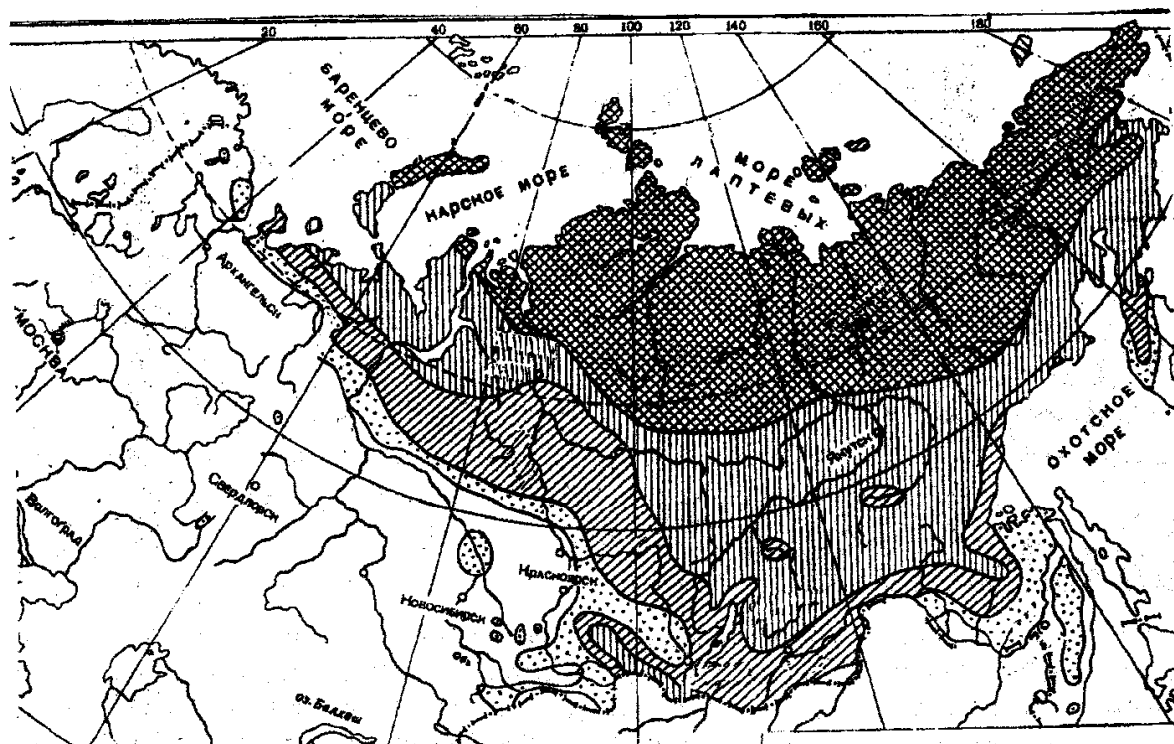 20 40 60 80 100 120 140 160 180
БАРЕНЦЕВО
МОРЕ
КАРСКОЕ МОРЕ
МОРЕ
ЛАПТЕВЫХ
Архангельск
МОСКВА
ОХОТСКОЕ
МОРЕ
Якутск
Свердловск
Волгоград
Красноярск
Новосибирск
оз. Балхаш